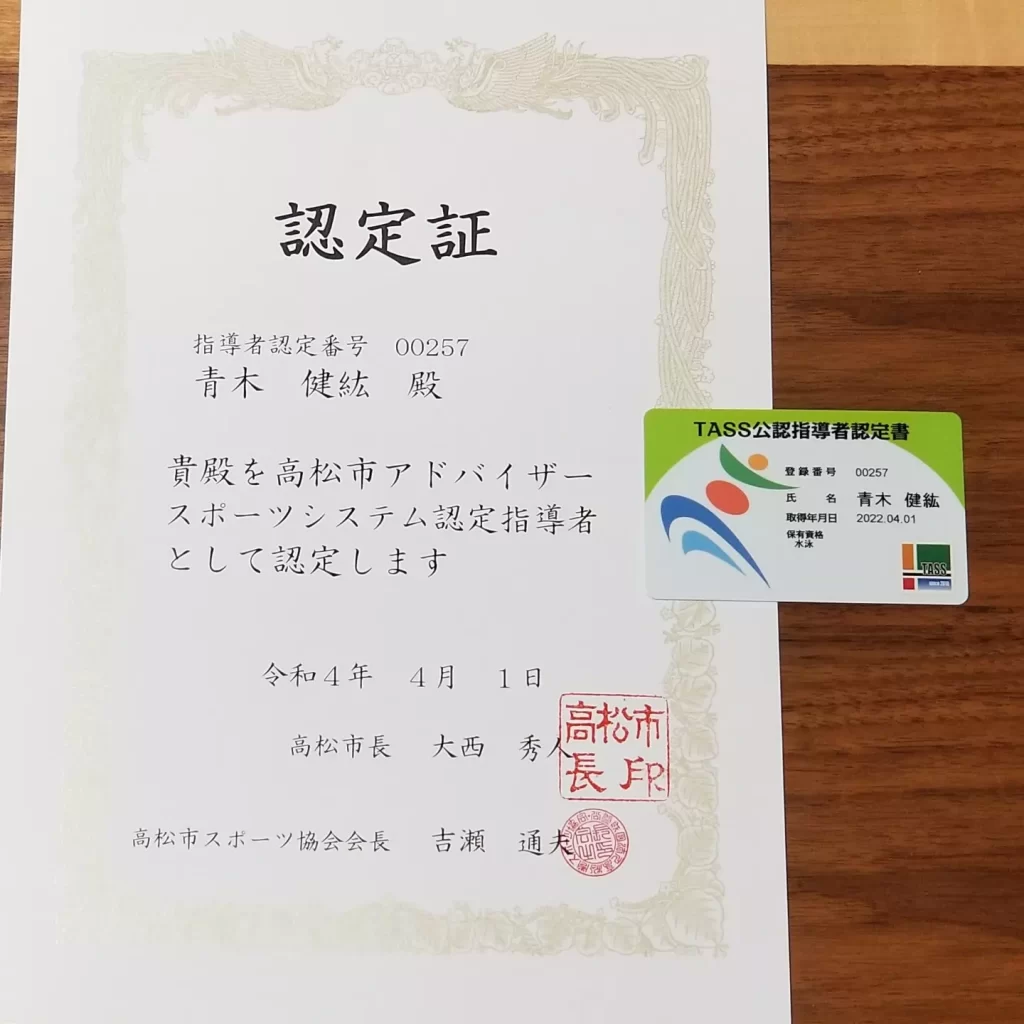 認定証
指導者認定番号 00257
青木 健紘 殿
貴殿を高松市アドバイザー
スポーツシステム認定指導者
として認定します
令和4年 4月 1日
高松市長 大西 秀人
高松市
長印
高松市スポーツ協会会長 吉瀬 通夫
TASS公認指導者認定書
登録番号 00257
氏名 青木 健紘
取得年月日 2022.04.01
保有資格
水泳
TASS